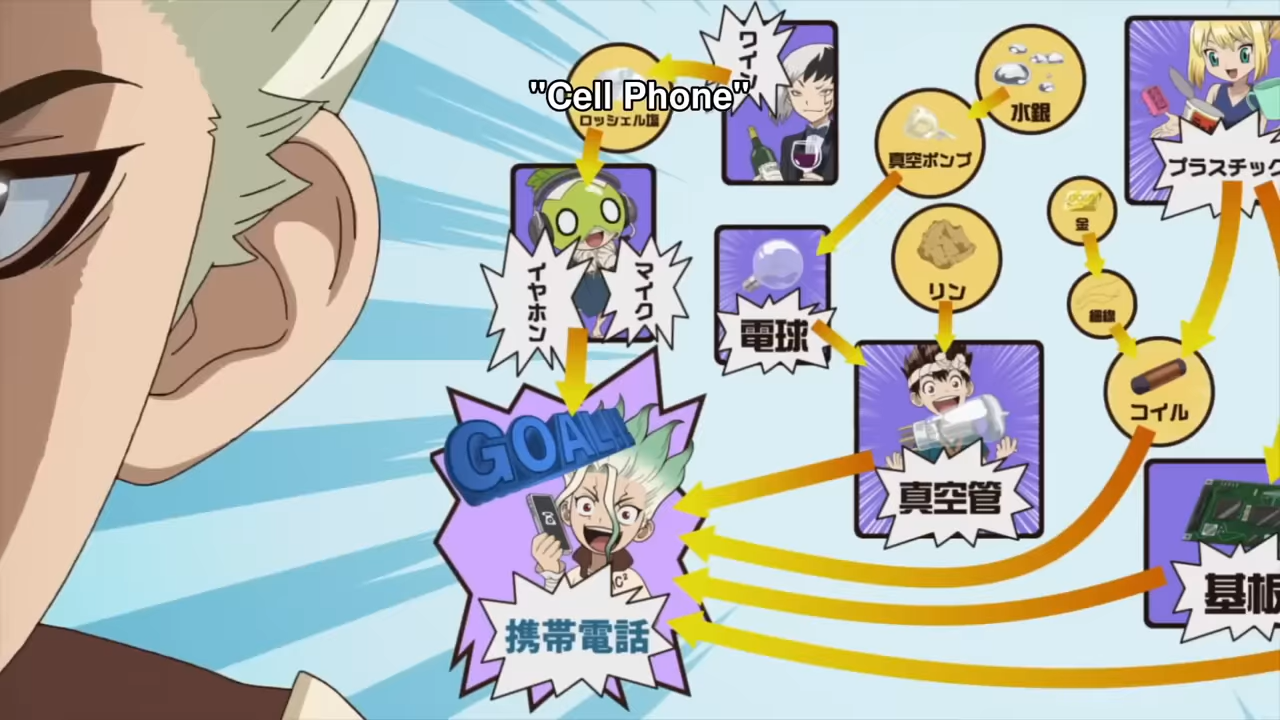 "Cell Phone"
ワイン
ロッシェル塩
水銀
真空ポンプ
プラスチック
金
イヤホン
マイク
電球
リン
細線
コイル
GOAL!!
真空管
基板
C²
携帯電話